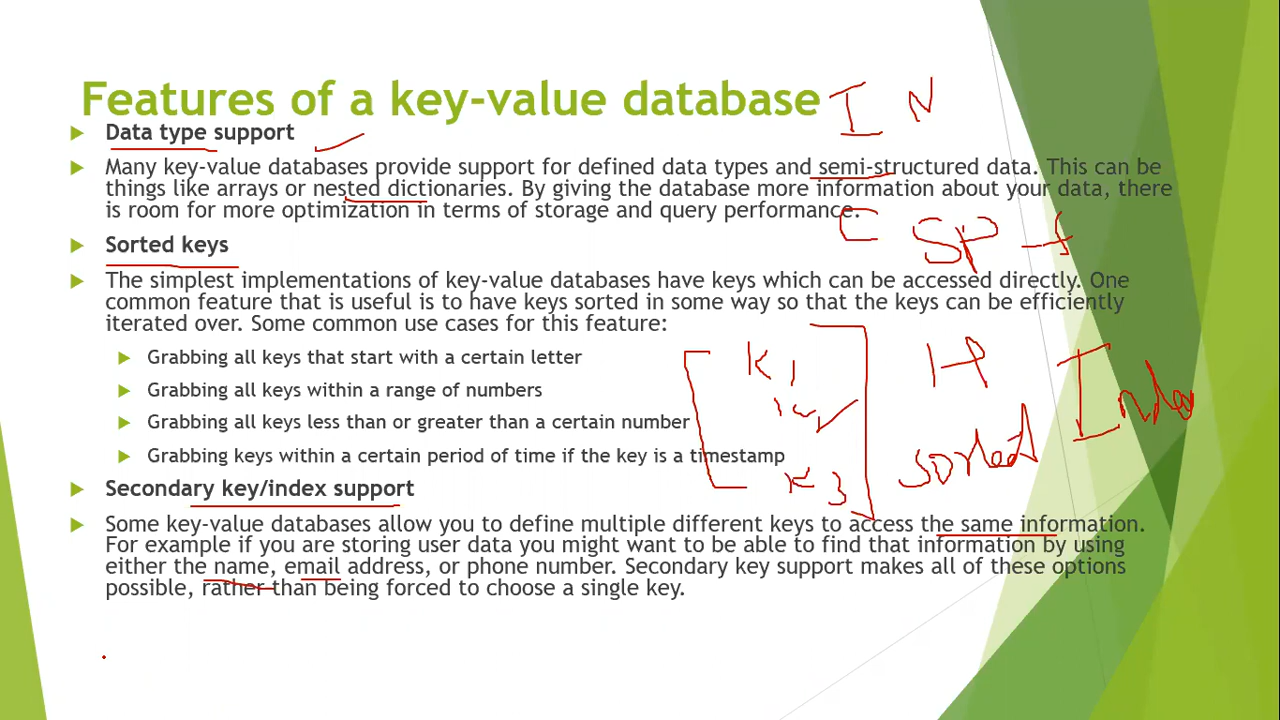 Features of a key-value database
I N
Data type support
Many key-value databases provide support for defined data types and semi-structured data. This can be
things like arrays or nested dictionaries. By giving the database more information about your data, there
is room for more optimization in terms of storage and query performance.
C SP
Sorted keys
The simplest implementations of key-value databases have keys which can be accessed directly. One
common feature that is useful is to have keys sorted in some way so that the keys can be efficiently
iterated over. Some common use cases for this feature:
Grabbing all keys that start with a certain letter
K1
Grabbing all keys within a range of numbers
Grabbing all keys less than or greater than a certain number
Grabbing keys within a certain period of time if the key is a timestamp
sorted
K3
Secondary key/index support
Some key-value databases allow you to define multiple different keys to access the same information.
For example if you are storing user data you might want to be able to find that information by using
either the name, email address, or phone number. Secondary key support makes all of these options
possible, rather than being forced to choose a single key.